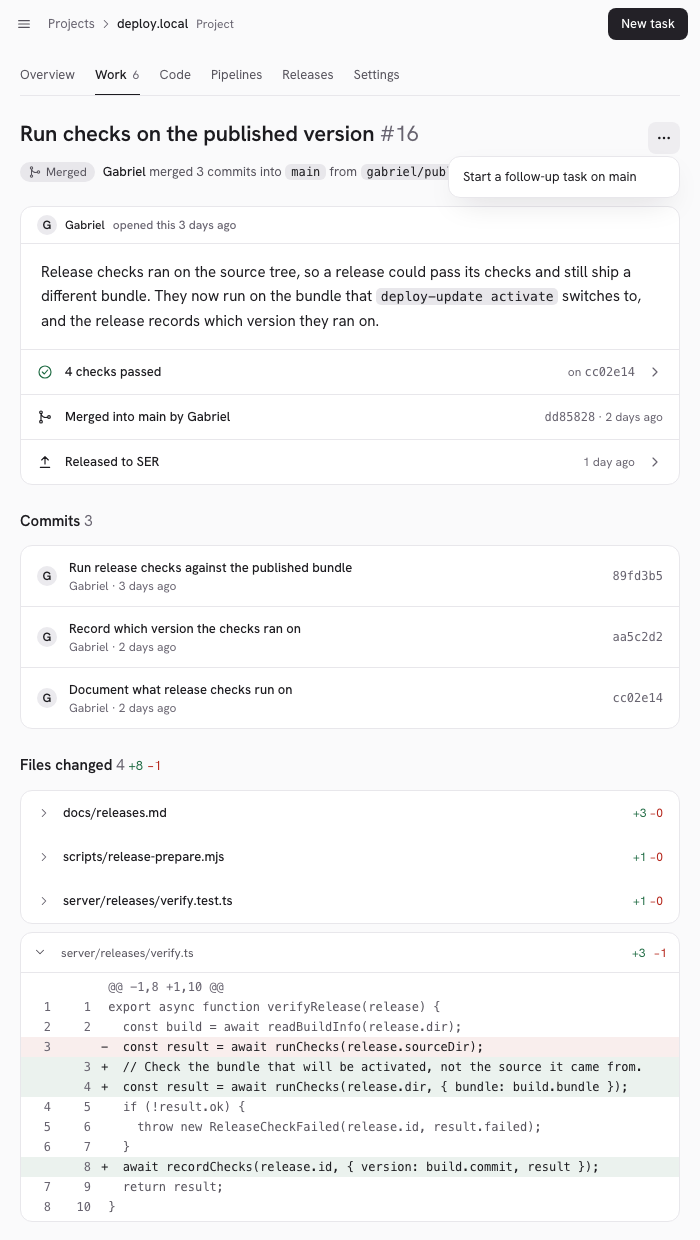 Projects > deploy.local Project
New task
Overview Work 6 Code Pipelines Releases Settings
Run checks on the published version #16
Merged Gabriel merged 3 commits into main from
Start a follow-up task on main
G Gabriel opened this 3 days ago
Release checks ran on the source tree, so a release could pass its checks and still ship a
different bundle. They now run on the bundle that deploy-update activate switches to,
and the release records which version they ran on.
4 checks passed on cc02e14
Merged into main by Gabriel dd85828 · 2 days ago
Released to SER 1 day ago
Commits 3
G Run release checks against the published bundle 89fd3b5
Gabriel · 3 days ago
G Record which version the checks ran on aa5c2d2
Gabriel · 2 days ago
G Document what release checks run on cc02e14
Gabriel · 2 days ago
Files changed 4 +8 −1
docs/releases.md +3 −0
scripts/release-prepare.mjs +1 −0
server/releases/verify.test.ts +1 −0
server/releases/verify.ts +3 −1
@@ −1,8 +1,10 @@
1 1 export async function verifyRelease(release) {
2 2 const build = await readBuildInfo(release.dir);
3 − const result = await runChecks(release.sourceDir);
3 + // Check the bundle that will be activated, not the source it came from.
4 + const result = await runChecks(release.dir, { bundle: build.bundle });
4 5 if (!result.ok) {
5 6 throw new ReleaseCheckFailed(release.id, result.failed);
6 7 }
8 + await recordChecks(release.id, { version: build.commit, result });
7 9 return result;
8 10 }